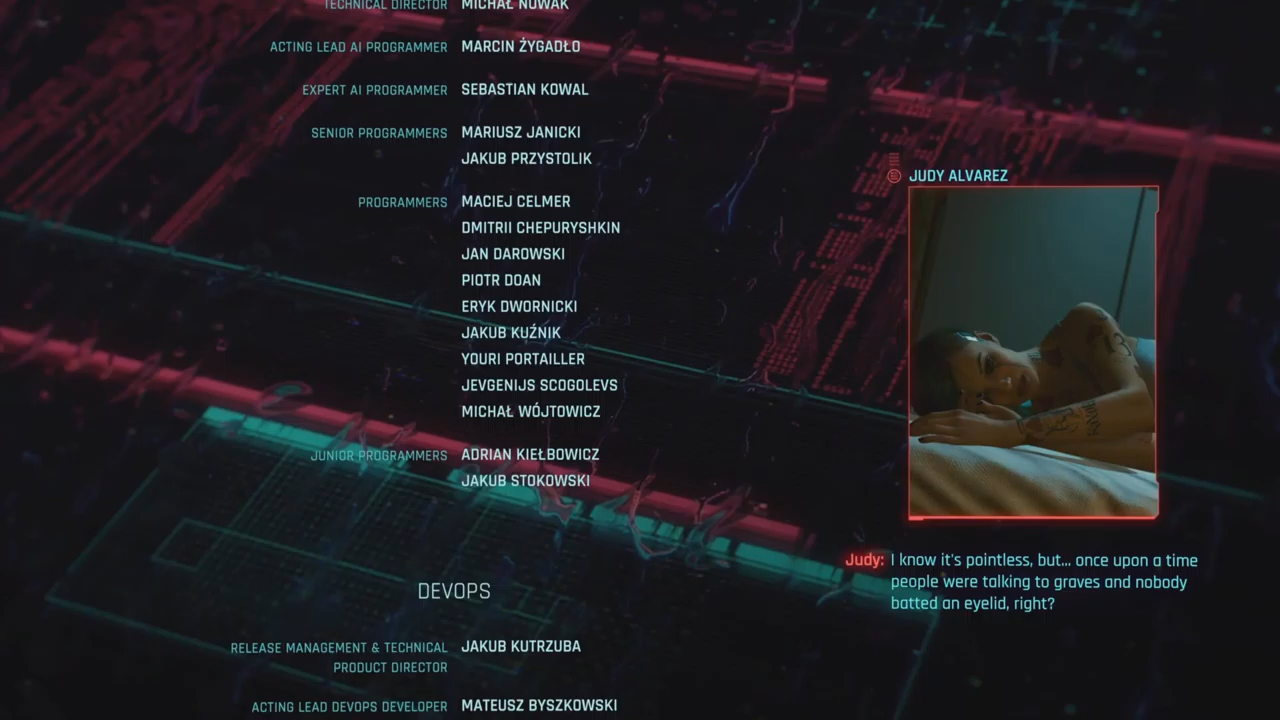 TECHNICAL DIRECTOR MICHAŁ NOWAK
ACTING LEAD AI PROGRAMMER MARCIN ŻYGADŁO
EXPERT AI PROGRAMMER SEBASTIAN KOWAL
SENIOR PROGRAMMERS MARIUSZ JANICKI
JAKUB PRZYSTOLIK
PROGRAMMERS MACIEJ CELMER
DMITRII CHEPURYSHKIN
JAN DAROWSKI
PIOTR DOAN
ERYK DWORNICKI
JAKUB KUŹNIK
YOURI PORTAILLER
JEVGENIJS SCOGOLEVS
MICHAŁ WÓJTOWICZ
JUNIOR PROGRAMMERS ADRIAN KIEŁBOWICZ
JAKUB STOKOWSKI
DEVOPS
RELEASE MANAGEMENT & TECHNICAL JAKUB KUTRZUBA
PRODUCT DIRECTOR
ACTING LEAD DEVOPS DEVELOPER MATEUSZ BYSZKOWSKI
JUDY ALVAREZ
Judy: I know it's pointless, but... once upon a time
people were talking to graves and nobody
batted an eyelid, right?